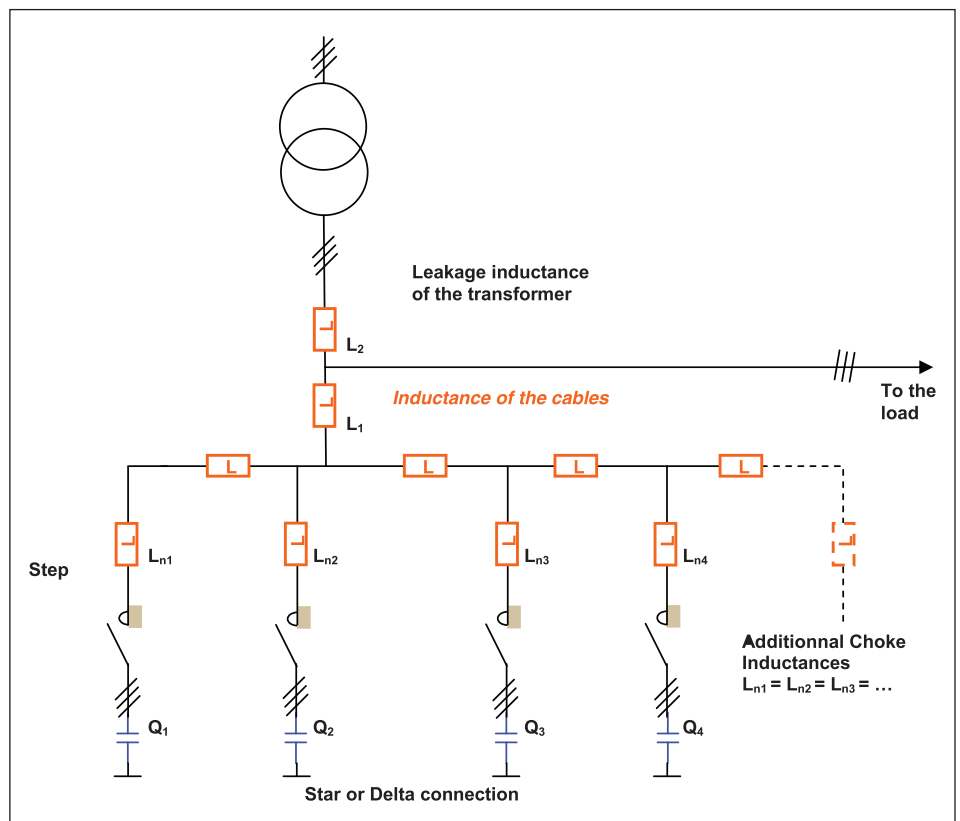 Leakage inductance
of the transformer
L
L2
To the
load
Inductance of the cables
L
L1
L
L
L
L
L
Ln1
L
Ln2
L
Ln3
L
Ln4
L
Step
Additionnal Choke
Inductances
Ln1 = Ln2 = Ln3 = ...
Q1
Q2
Q3
Q4
Star or Delta connection